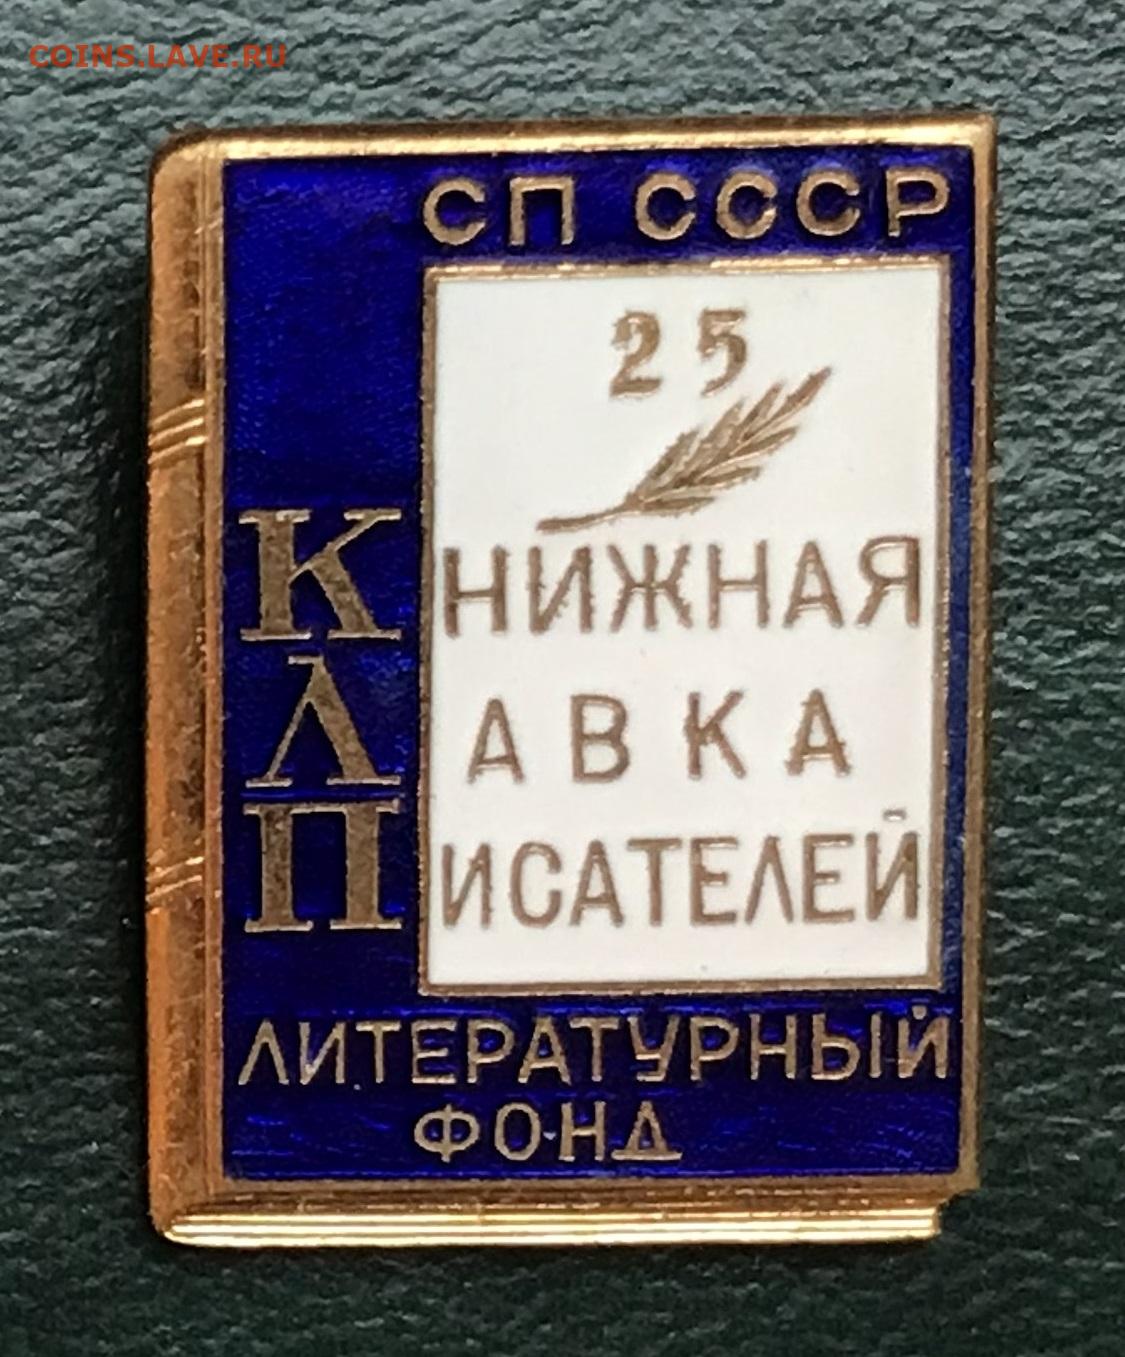 COINS.LAVE.RU
СП СССР
25
КНИЖНАЯ
ЛАВКА
ПИСАТЕЛЕЙ
ЛИТЕРАТУРНЫЙ
ФОНД